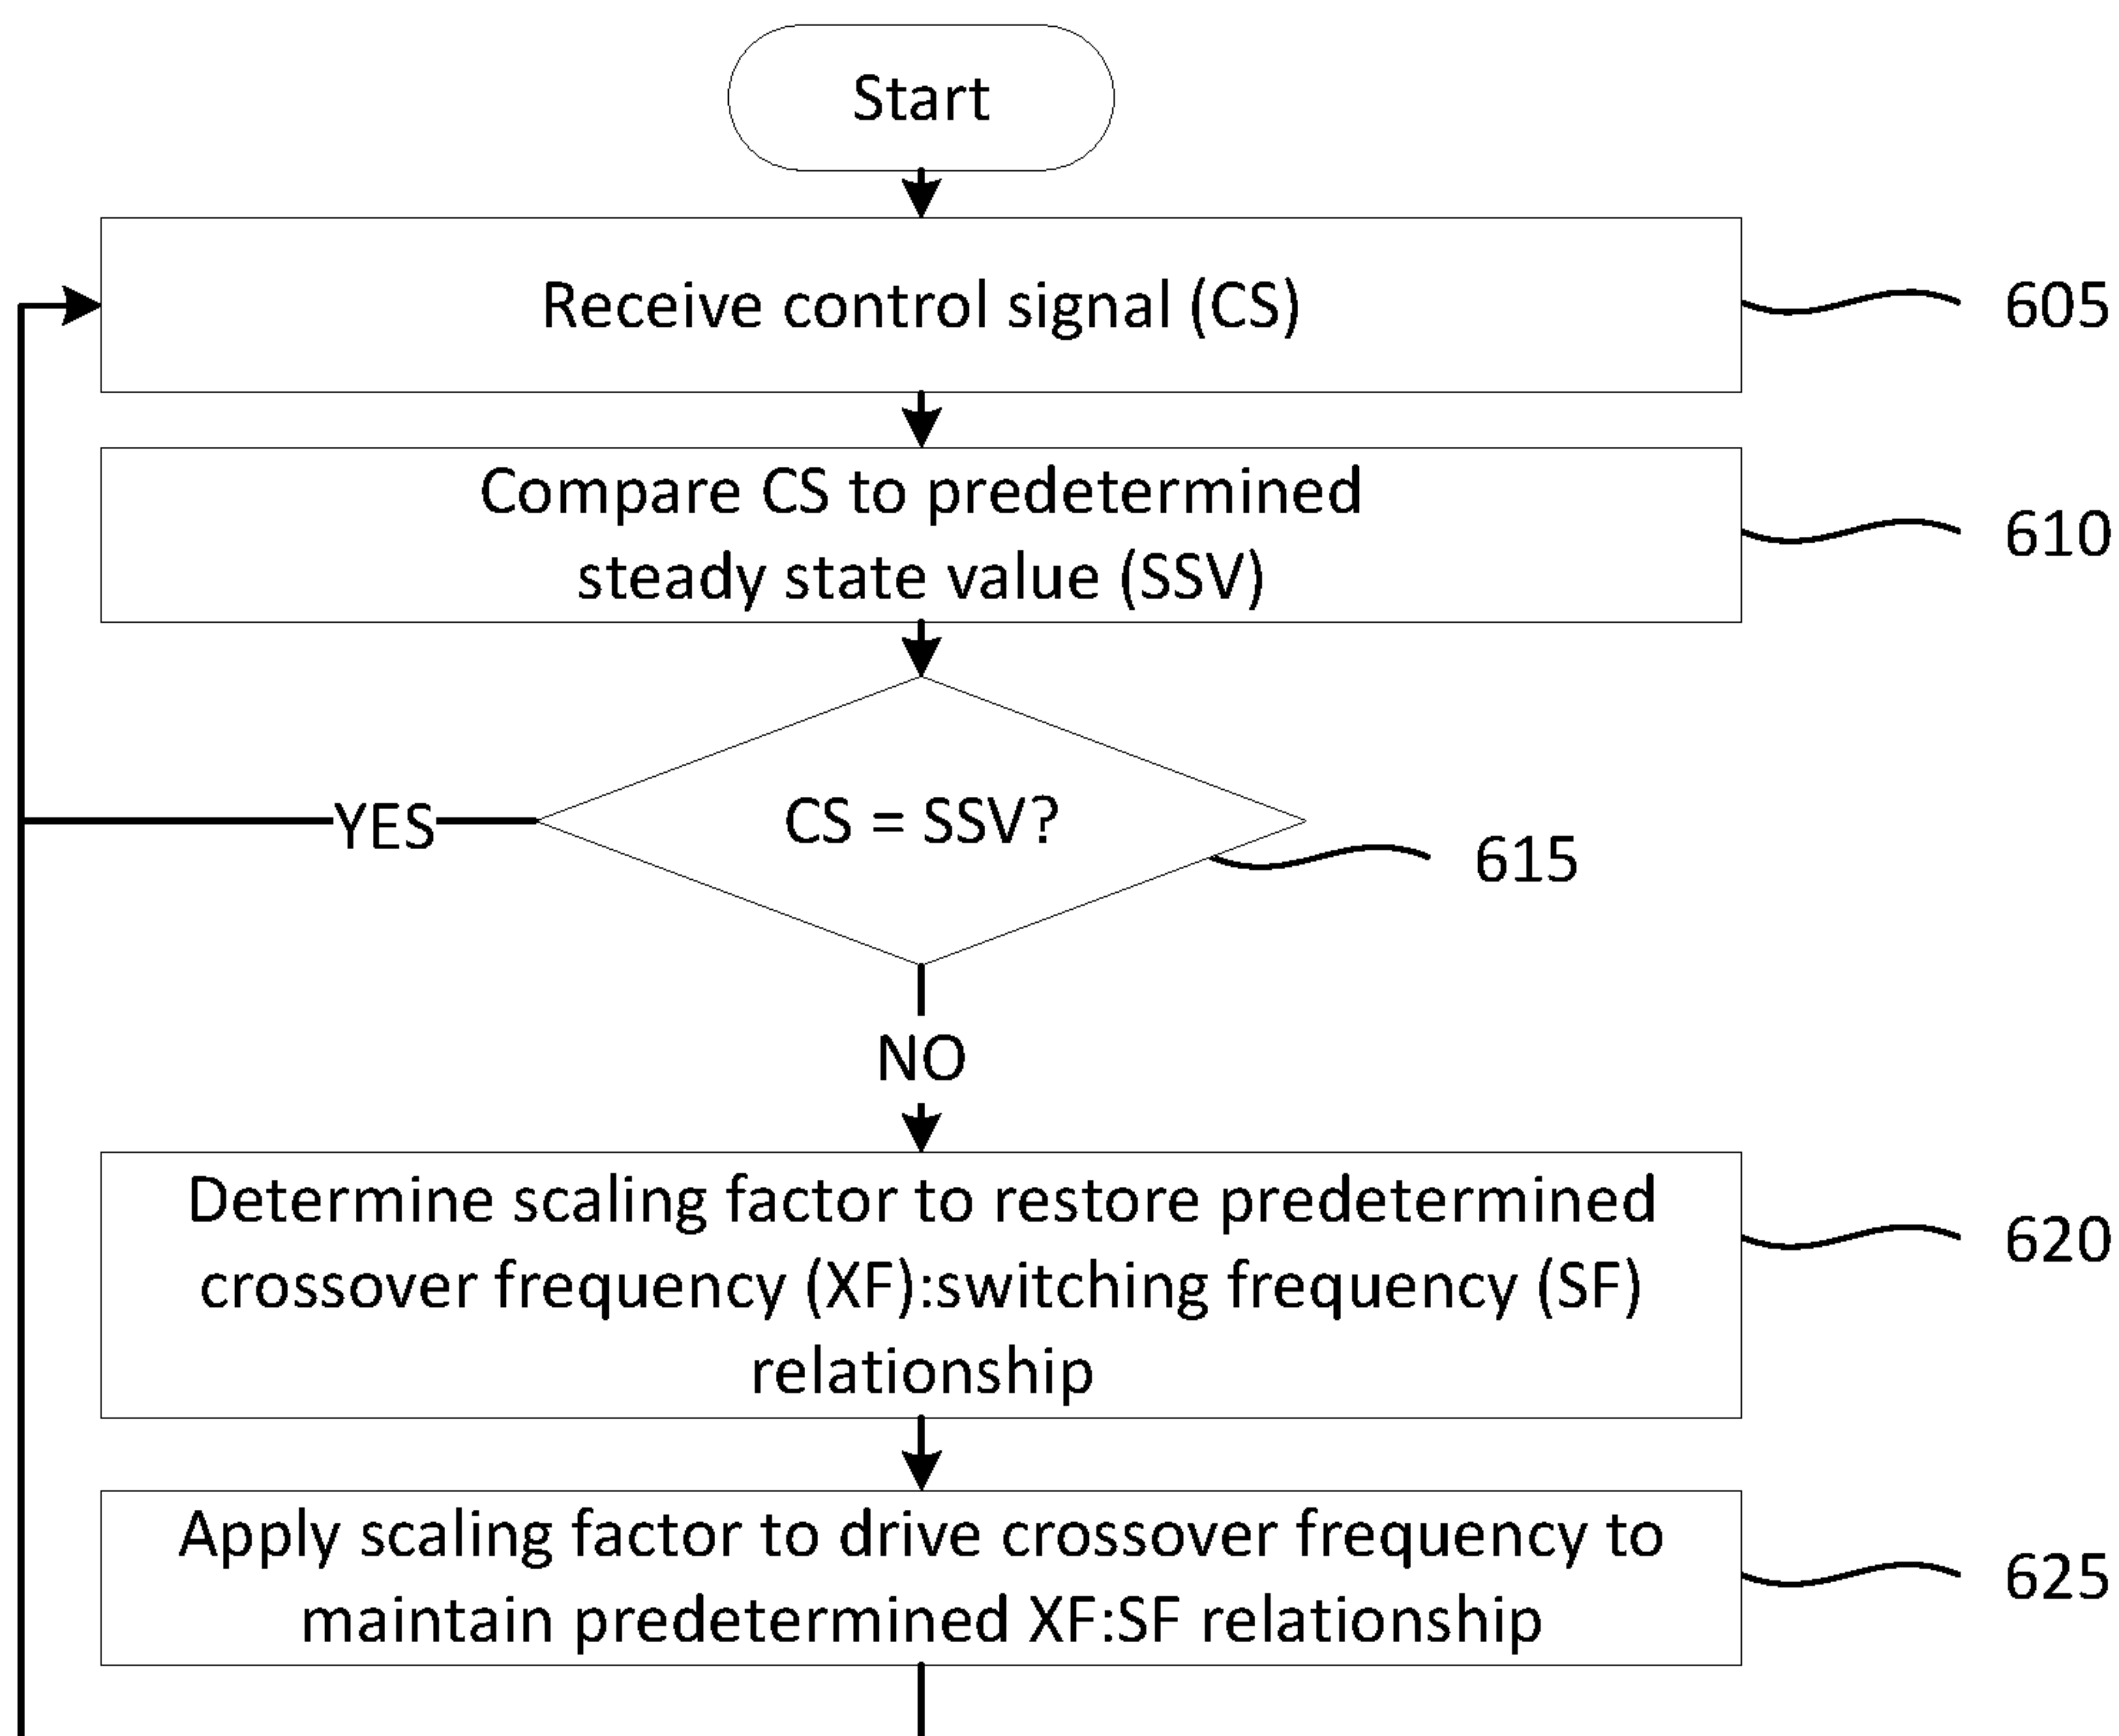 Start
Receive control signal (CS)
605
Compare CS to predetermined
steady state value (SSV)
610
CS = SSV?
YES
615
NO
Determine scaling factor to restore predetermined
crossover frequency (XF):switching frequency (SF)
relationship
620
Apply scaling factor to drive crossover frequency to
maintain predetermined XF:SF relationship
625